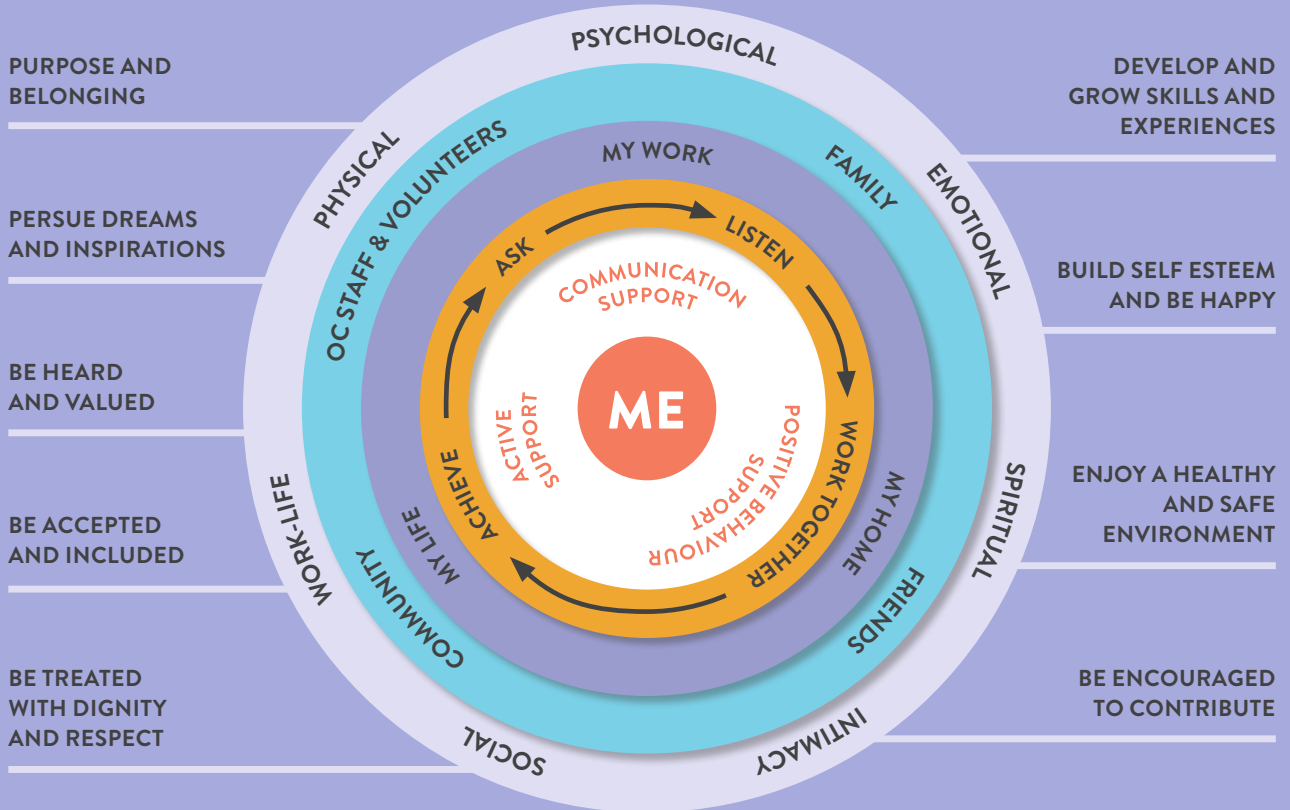 PURPOSE AND
BELONGING
PERSUE DREAMS
AND INSPIRATIONS
BE HEARD
AND VALUED
BE ACCEPTED
AND INCLUDED
BE TREATED
WITH DIGNITY
AND RESPECT
PSYCHOLOGICAL
EMOTIONAL
SPIRITUAL
INTIMACY
SOCIAL
WORK-LIFE
PHYSICAL
OC STAFF & VOLUNTEERS
FAMILY
FRIENDS
COMMUNITY
MY WORK
MY HOME
MY LIFE
ASK
LISTEN
WORK TOGETHER
ACHIEVE
COMMUNICATION
SUPPORT
POSITIVE BEHAVIOUR
SUPPORT
ACTIVE
SUPPORT
ME
DEVELOP AND
GROW SKILLS AND
EXPERIENCES
BUILD SELF ESTEEM
AND BE HAPPY
ENJOY A HEALTHY
AND SAFE
ENVIRONMENT
BE ENCOURAGED
TO CONTRIBUTE